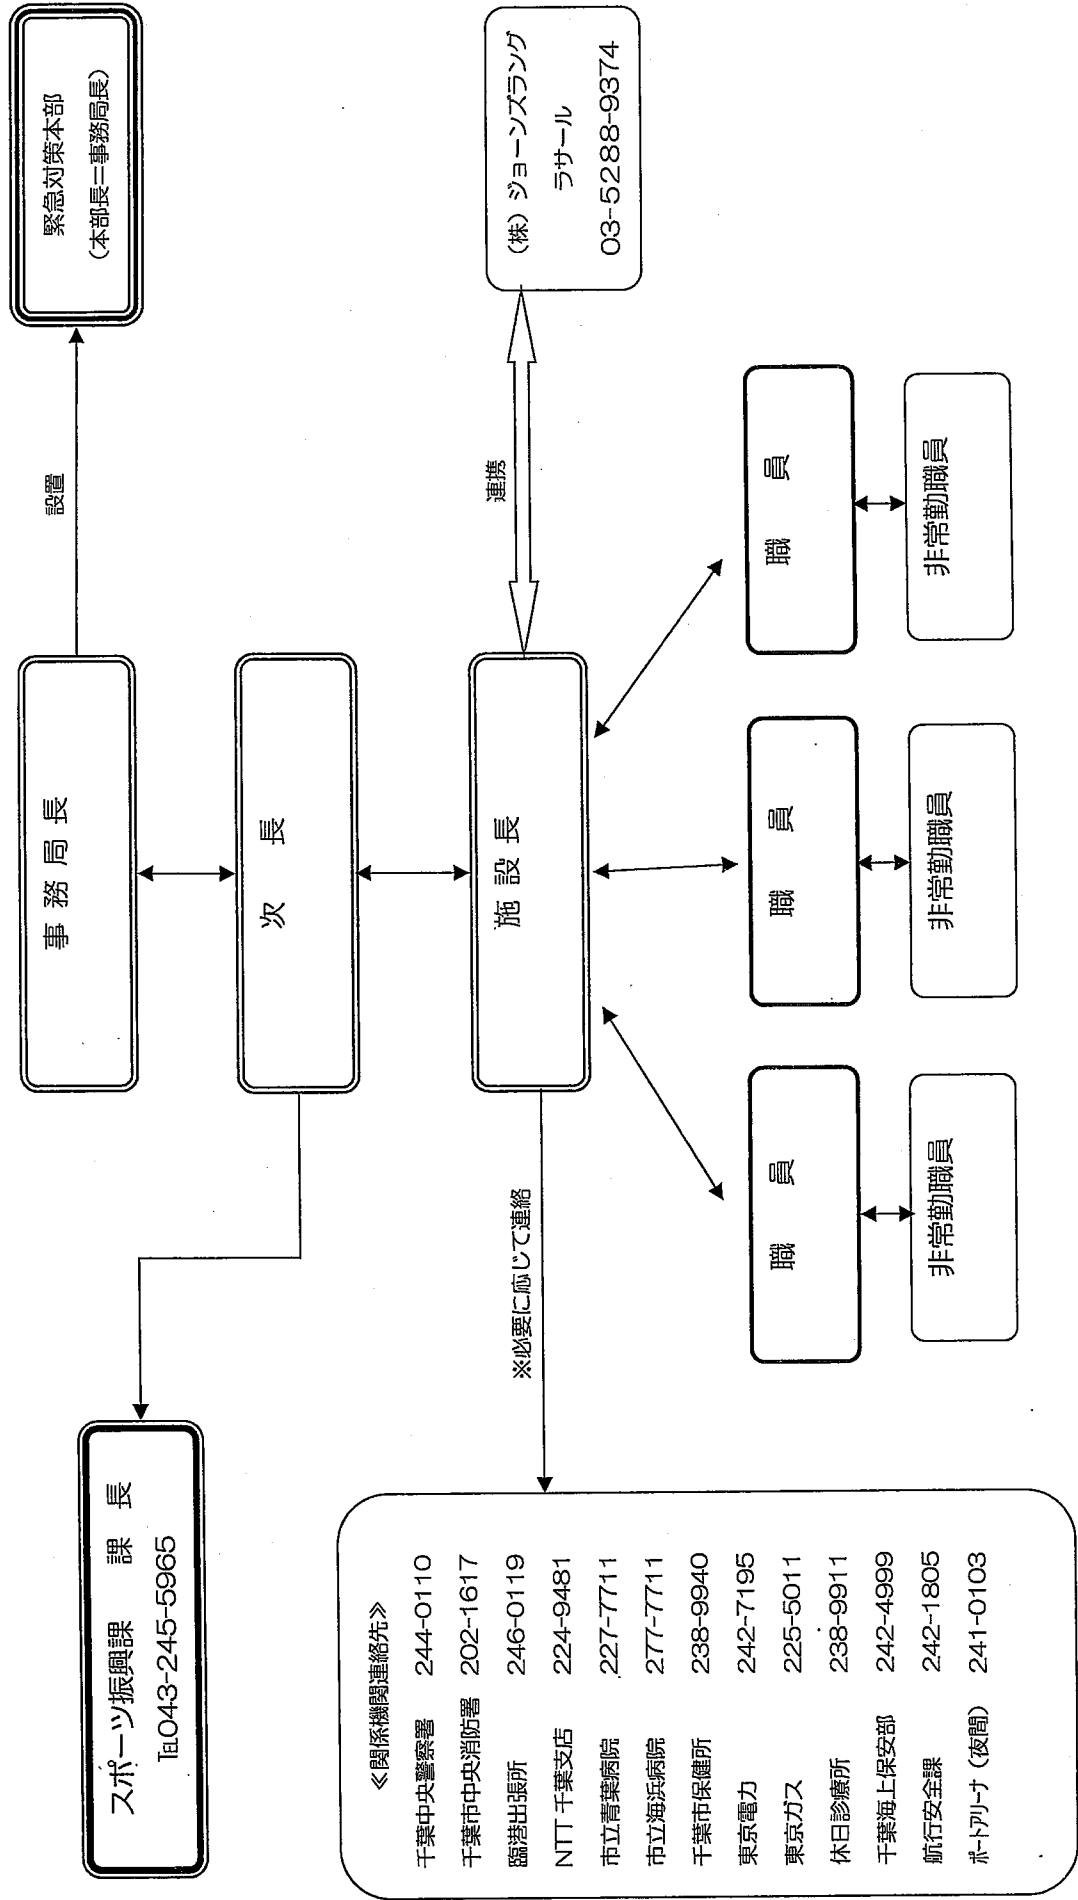 緊急対策本部
(本部長=事務局長)
設置
事務局長
次 長
スポーツ振興課 課 長
℡043-245-5965
(株)ジョーンズラング
ラサール
03-5288-9374
連携
施設長
※必要に応じて連絡
≪関係機関連絡先≫
千葉中央警察署 244-0110
千葉市中央消防署 202-1617
臨港出張所 246-0119
NTT 千葉支店 224-9481
市立青葉病院 227-7711
市立海浜病院 277-7711
千葉市保健所 238-9940
東京電力 242-7195
東京ガス 225-5011
休日診療所 238-9911
千葉海上保安部 242-4999
航行安全課 242-1805
ポートアリーナ(夜間) 241-0103
職 員
職 員
職 員
非常勤職員
非常勤職員
非常勤職員